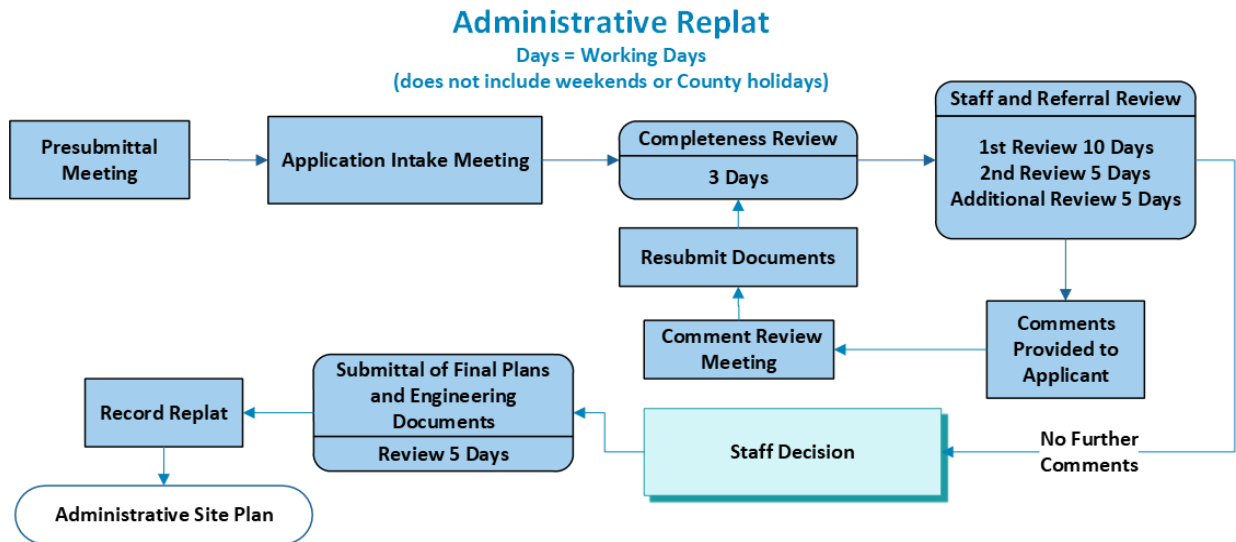 Administrative Replat
Days = Working Days
(does not include weekends or County holidays)
Presubmittal
Meeting
Application Intake Meeting
Completeness Review
3 Days
Staff and Referral Review
1st Review 10 Days
2nd Review 5 Days
Additional Review 5 Days
Resubmit Documents
Comment Review
Meeting
Comments
Provided to
Applicant
No Further
Comments
Staff Decision
Submittal of Final Plans
and Engineering
Documents
Review 5 Days
Record Replat
Administrative Site Plan